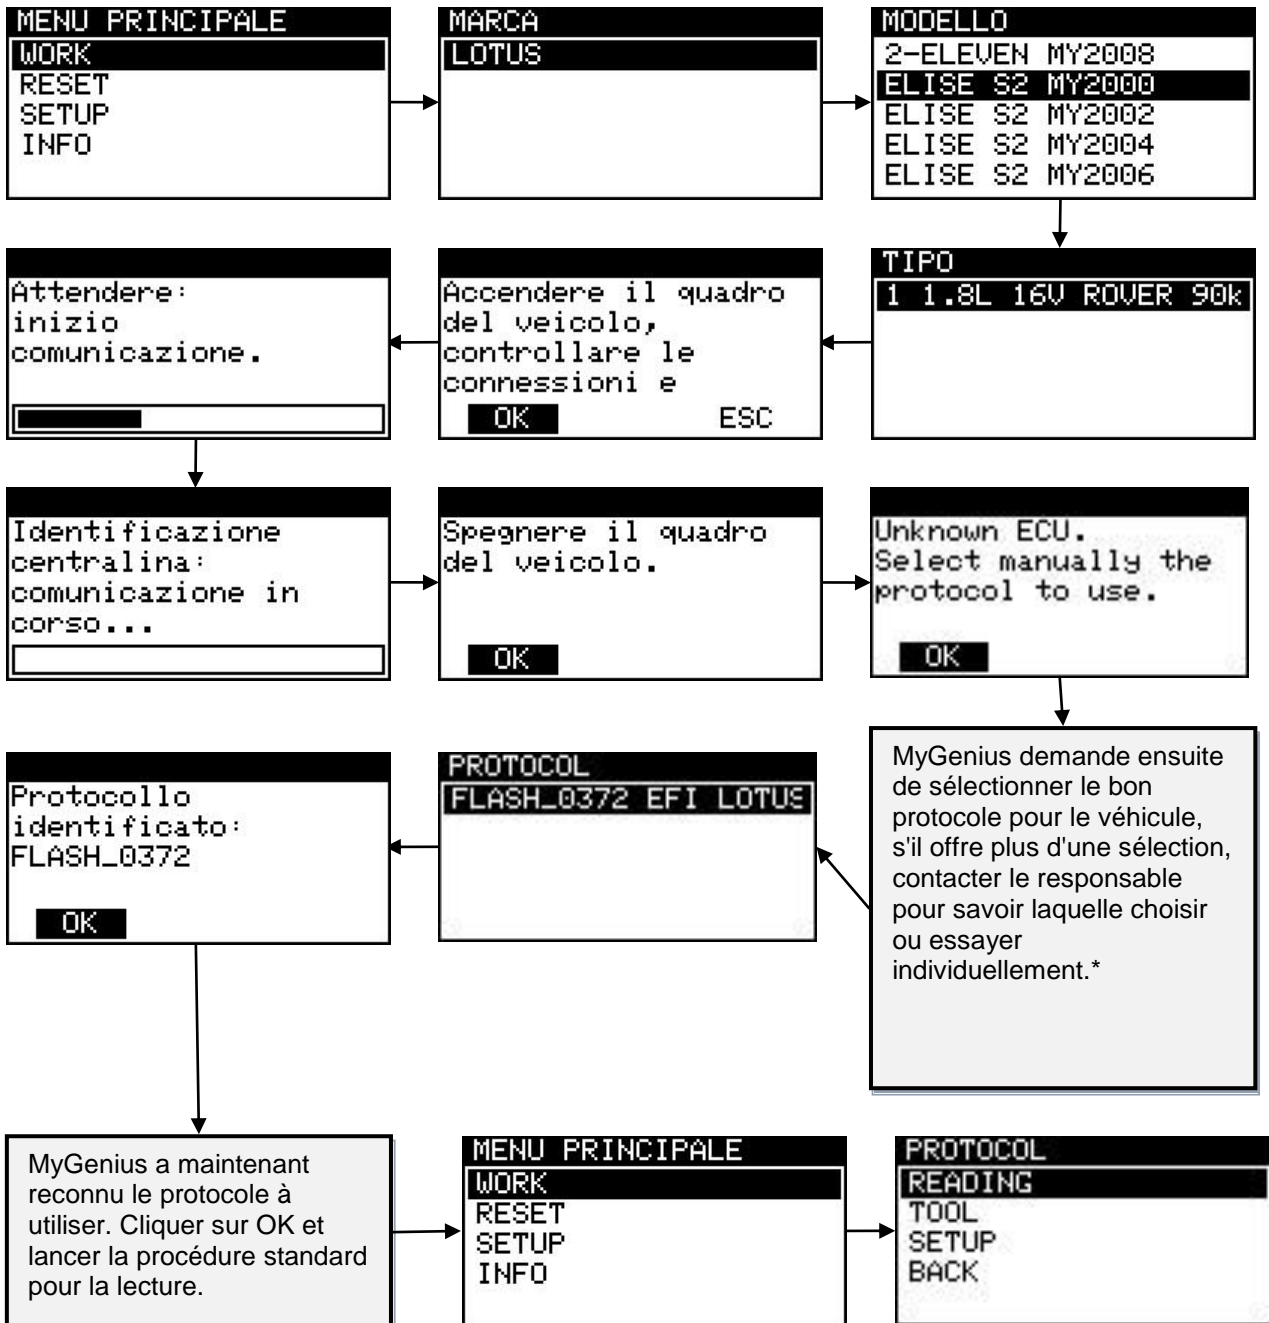 MENU PRINCIPALE
WORK
RESET
SETUP
INFO
MARCA
LOTUS
MODELLO
2-ELEVEN MY2008
ELISE S2 MY2000
ELISE S2 MY2002
ELISE S2 MY2004
ELISE S2 MY2006
TIPO
1 1.8L 16V ROVER 90k
Accendere il quadro
del veicolo,
controllare le
connessioni e
OK ESC
Attendere:
inizio
comunicazione.
Identificazione
centralina:
comunicazione in
corso...
Spegnere il quadro
del veicolo.
OK
Unknown ECU.
Select manually the
protocol to use.
OK
MyGenius demande ensuite
de sélectionner le bon
protocole pour le véhicule,
s'il offre plus d'une sélection,
contacter le responsable
pour savoir laquelle choisir
ou essayer
individuellement.*
PROTOCOL
FLASH_0372 EFI LOTUS
Protocollo
identificato:
FLASH_0372
OK
MyGenius a maintenant
reconnu le protocole à
utiliser. Cliquer sur OK et
lancer la procédure standard
pour la lecture.
MENU PRINCIPALE
WORK
RESET
SETUP
INFO
PROTOCOL
READING
TOOL
SETUP
BACK